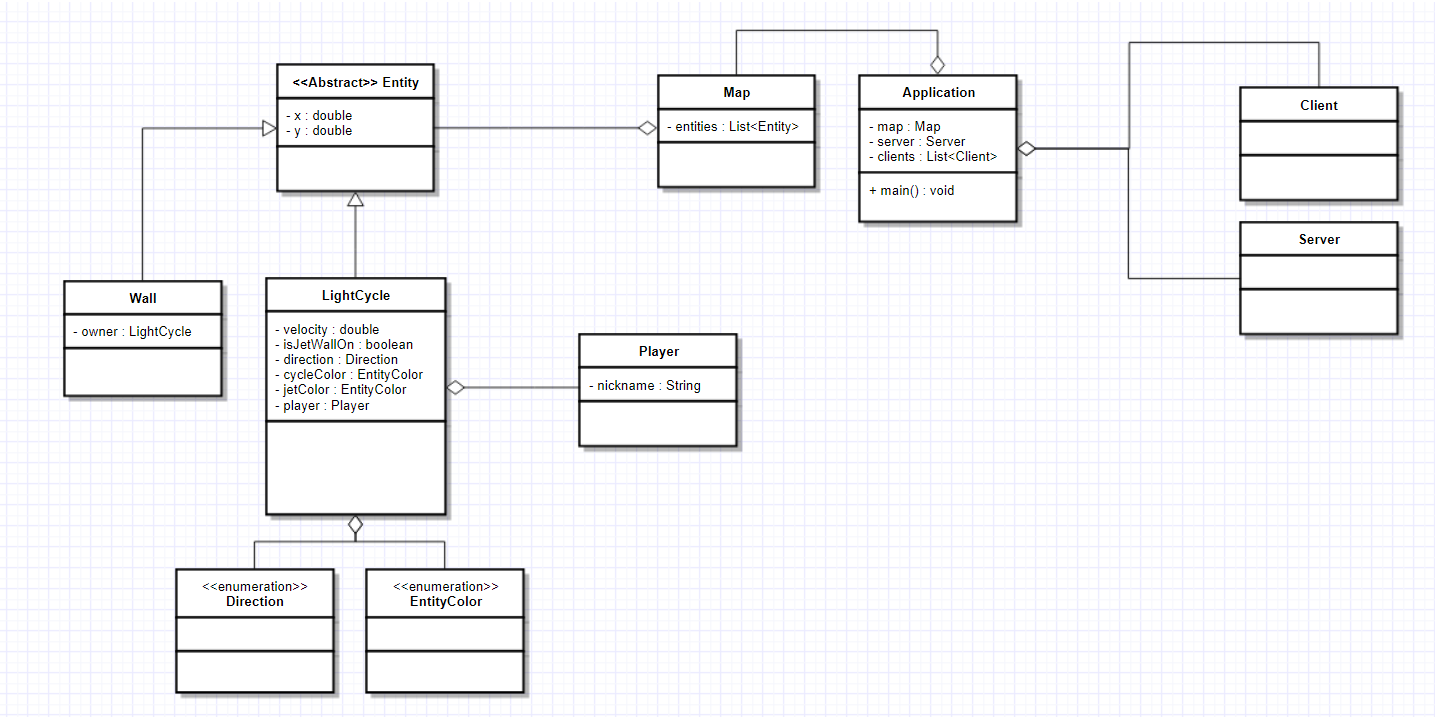 <<Abstract>> Entity
- x : double
- y : double
Map
- entities : List<Entity>
Application
- map : Map
- server : Server
- clients : List<Client>
+ main() : void
Client
Server
Wall
- owner : LightCycle
LightCycle
- velocity : double
- isJetWallOn : boolean
- direction : Direction
- cycleColor : EntityColor
- jetColor : EntityColor
- player : Player
Player
- nickname : String
<<enumeration>>
Direction
<<enumeration>>
EntityColor